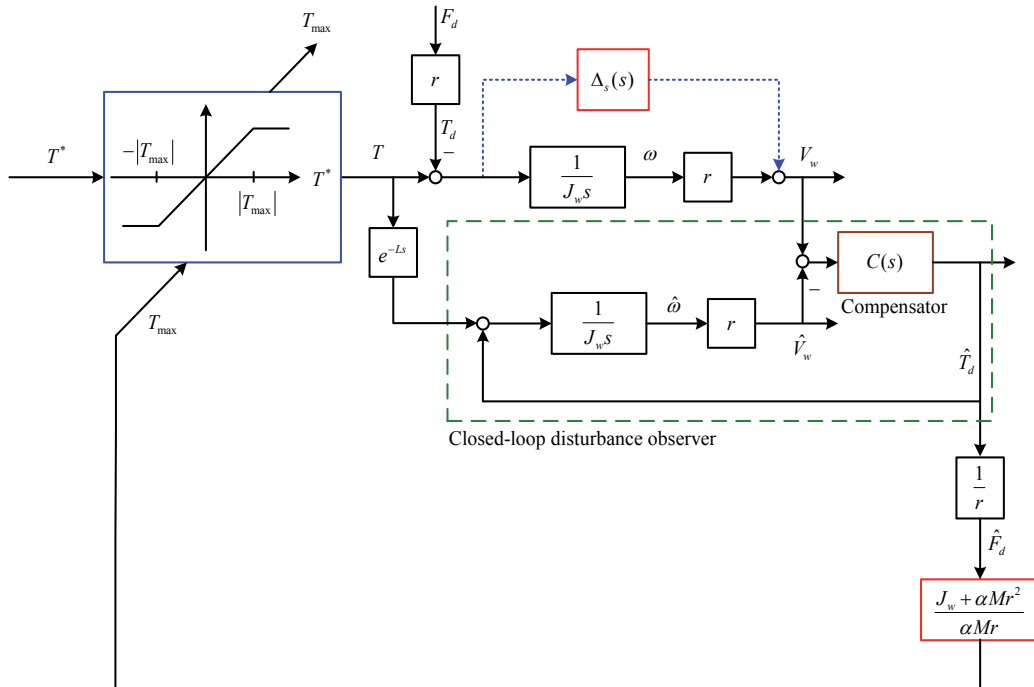 T_max
F_d
r
Δ_s(s)
T_d
−
T^*
−|T_max|
|T_max|
T^*
T
1/(J_w s)
ω
r
V_w
e^{−Ls}
C(s)
Compensator
−
T_max
1/(J_w s)
ω̂
r
V̂_w
T̂_d
Closed-loop disturbance observer
1/r
F̂_d
(J_w + αMr²)/(αMr)